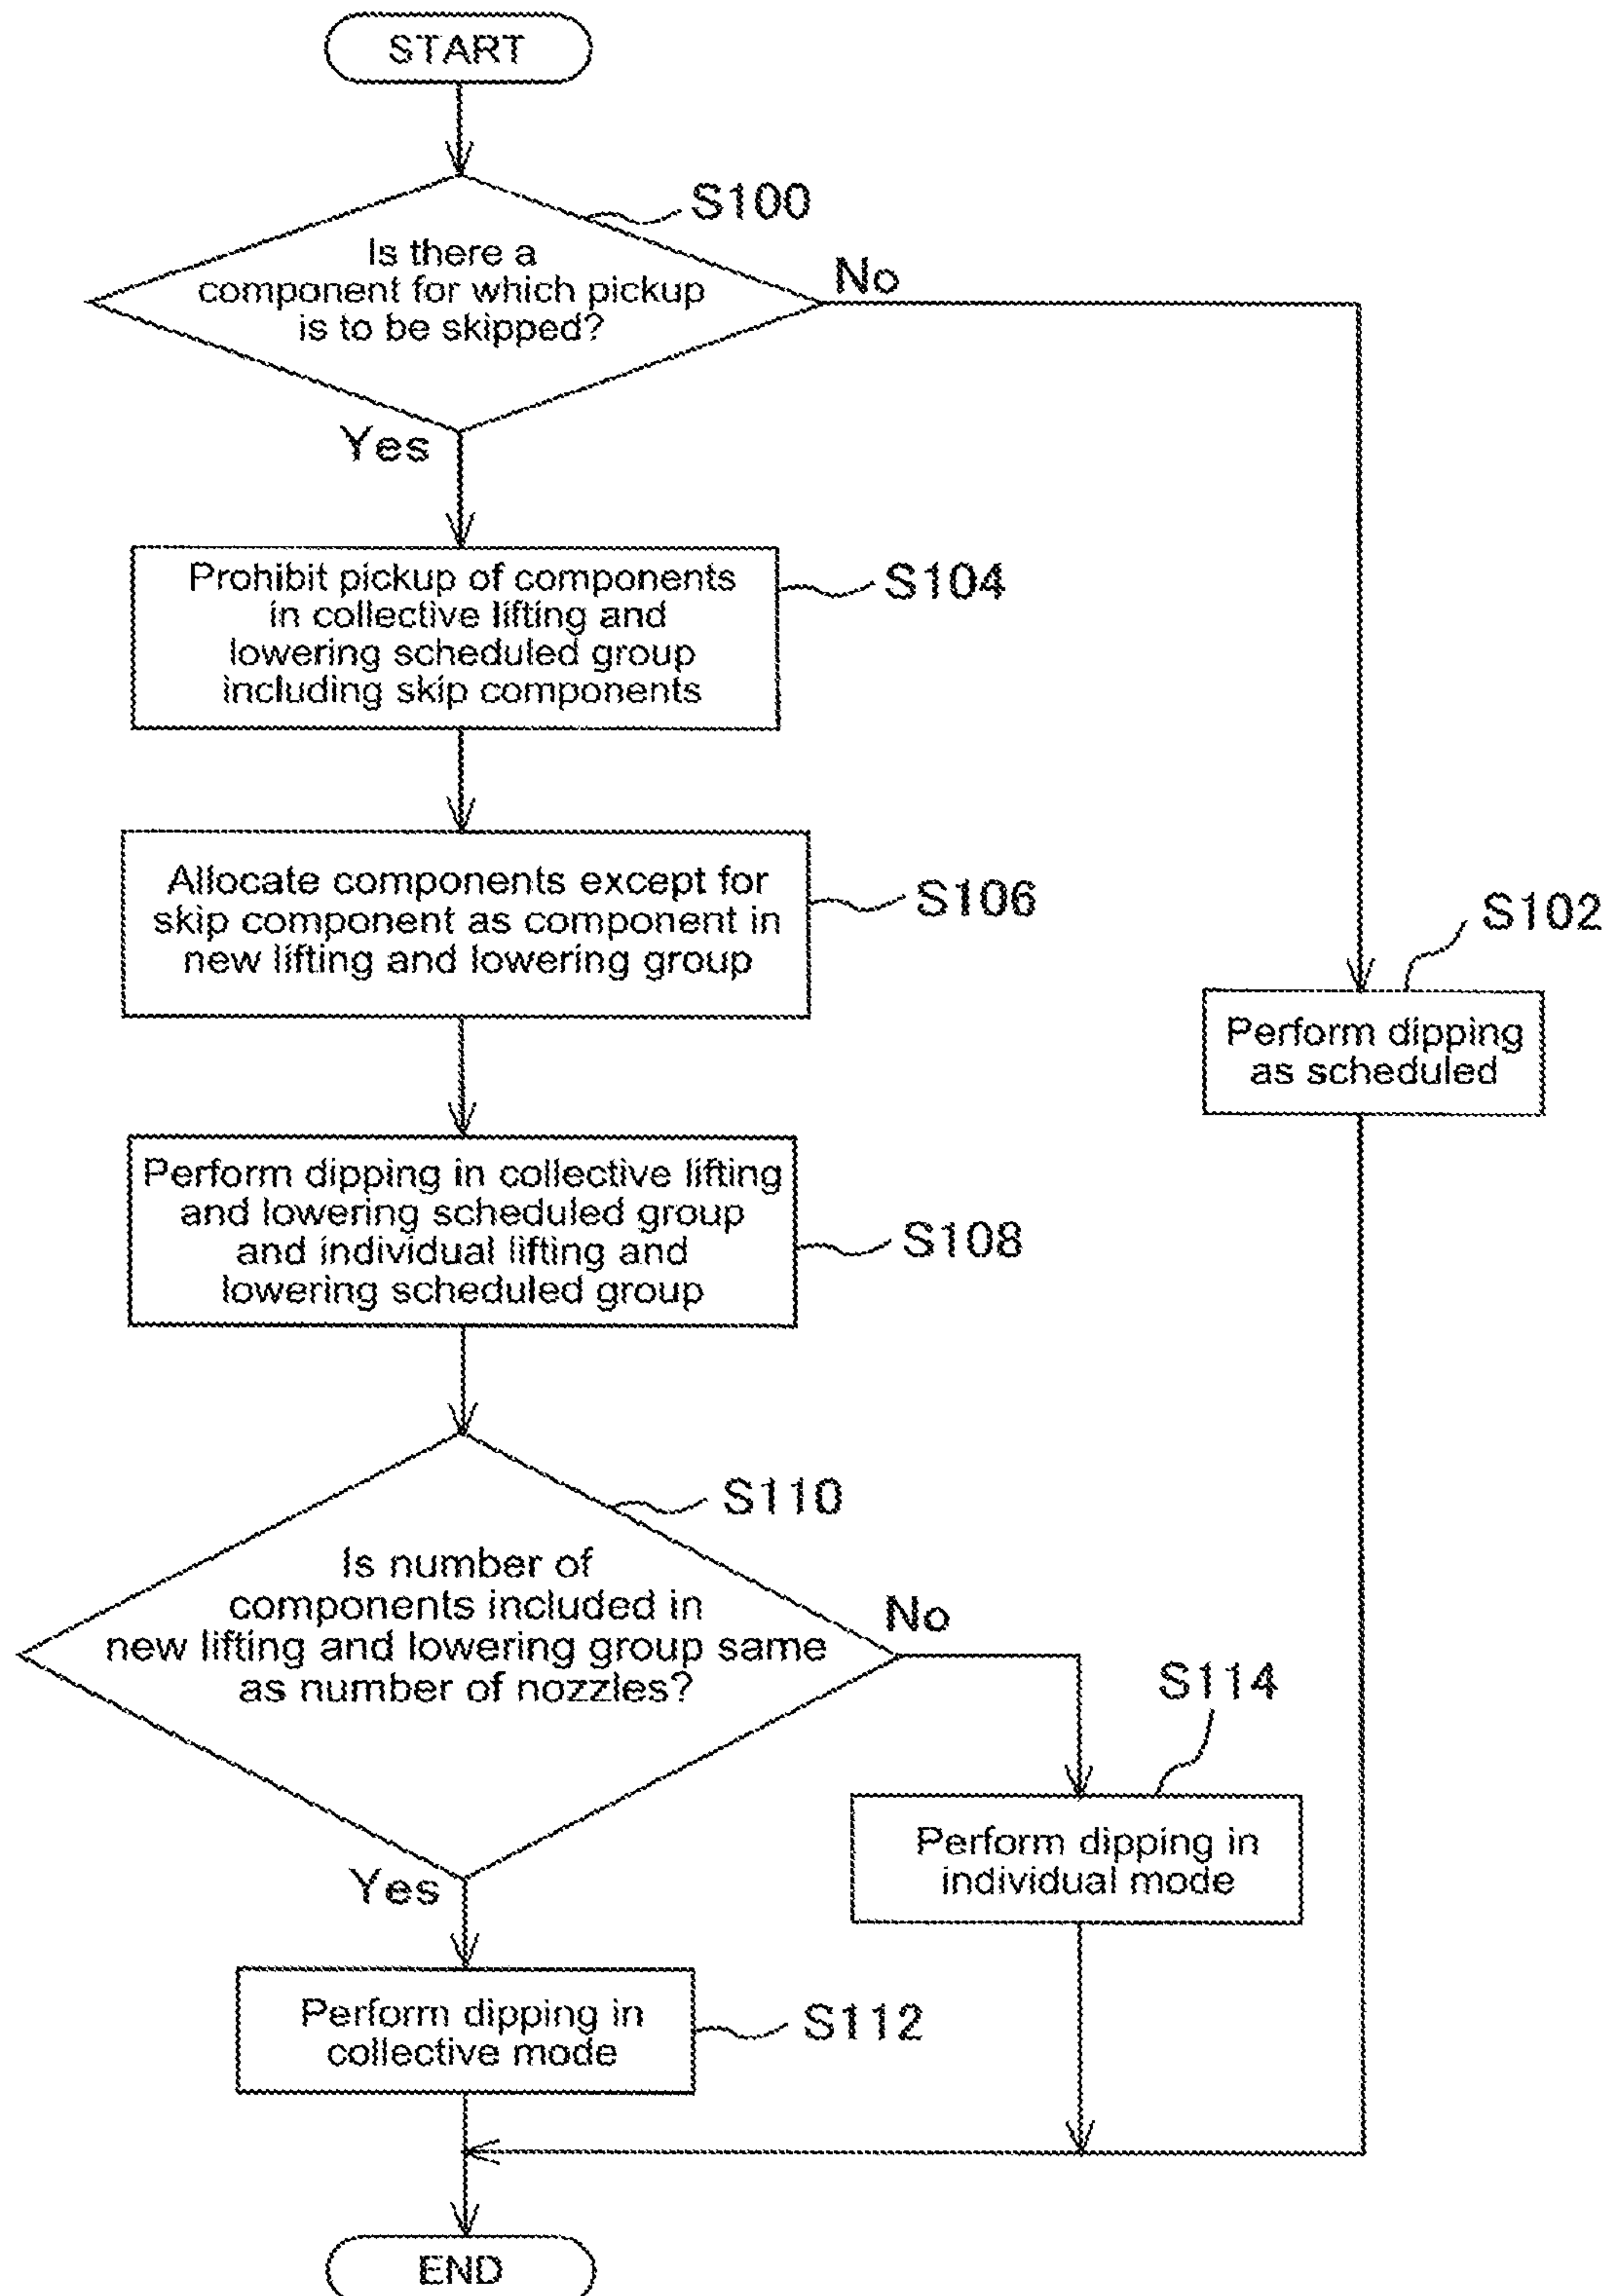 START
S100
Is there a
component for which pickup
is to be skipped?
No
Yes
Prohibit pickup of components
in collective lifting and
lowering scheduled group
including skip components
S104
Allocate components except for
skip component as component in
new lifting and lowering group
S106
S102
Perform dipping
as scheduled
Perform dipping in collective lifting
and lowering scheduled group
and individual lifting and
lowering scheduled group
S108
S110
Is number of
components included in
new lifting and lowering group same
as number of nozzles?
No
S114
Perform dipping in
individual mode
Yes
Perform dipping in
collective mode
S112
END